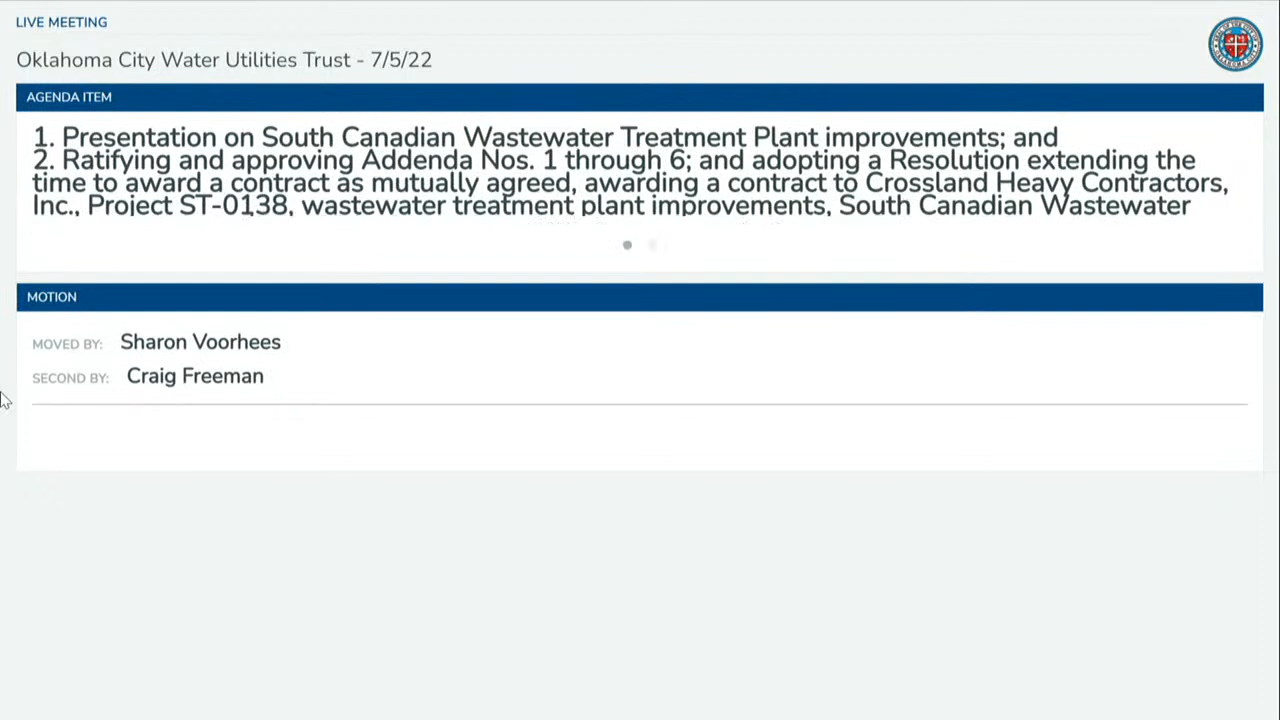 LIVE MEETING
Oklahoma City Water Utilities Trust - 7/5/22
AGENDA ITEM
1. Presentation on South Canadian Wastewater Treatment Plant improvements; and
2. Ratifying and approving Addenda Nos. 1 through 6; and adopting a Resolution extending the
time to award a contract as mutually agreed, awarding a contract to Crossland Heavy Contractors,
Inc., Project ST-0138, wastewater treatment plant improvements, South Canadian Wastewater
MOTION
MOVED BY: Sharon Voorhees
SECOND BY: Craig Freeman